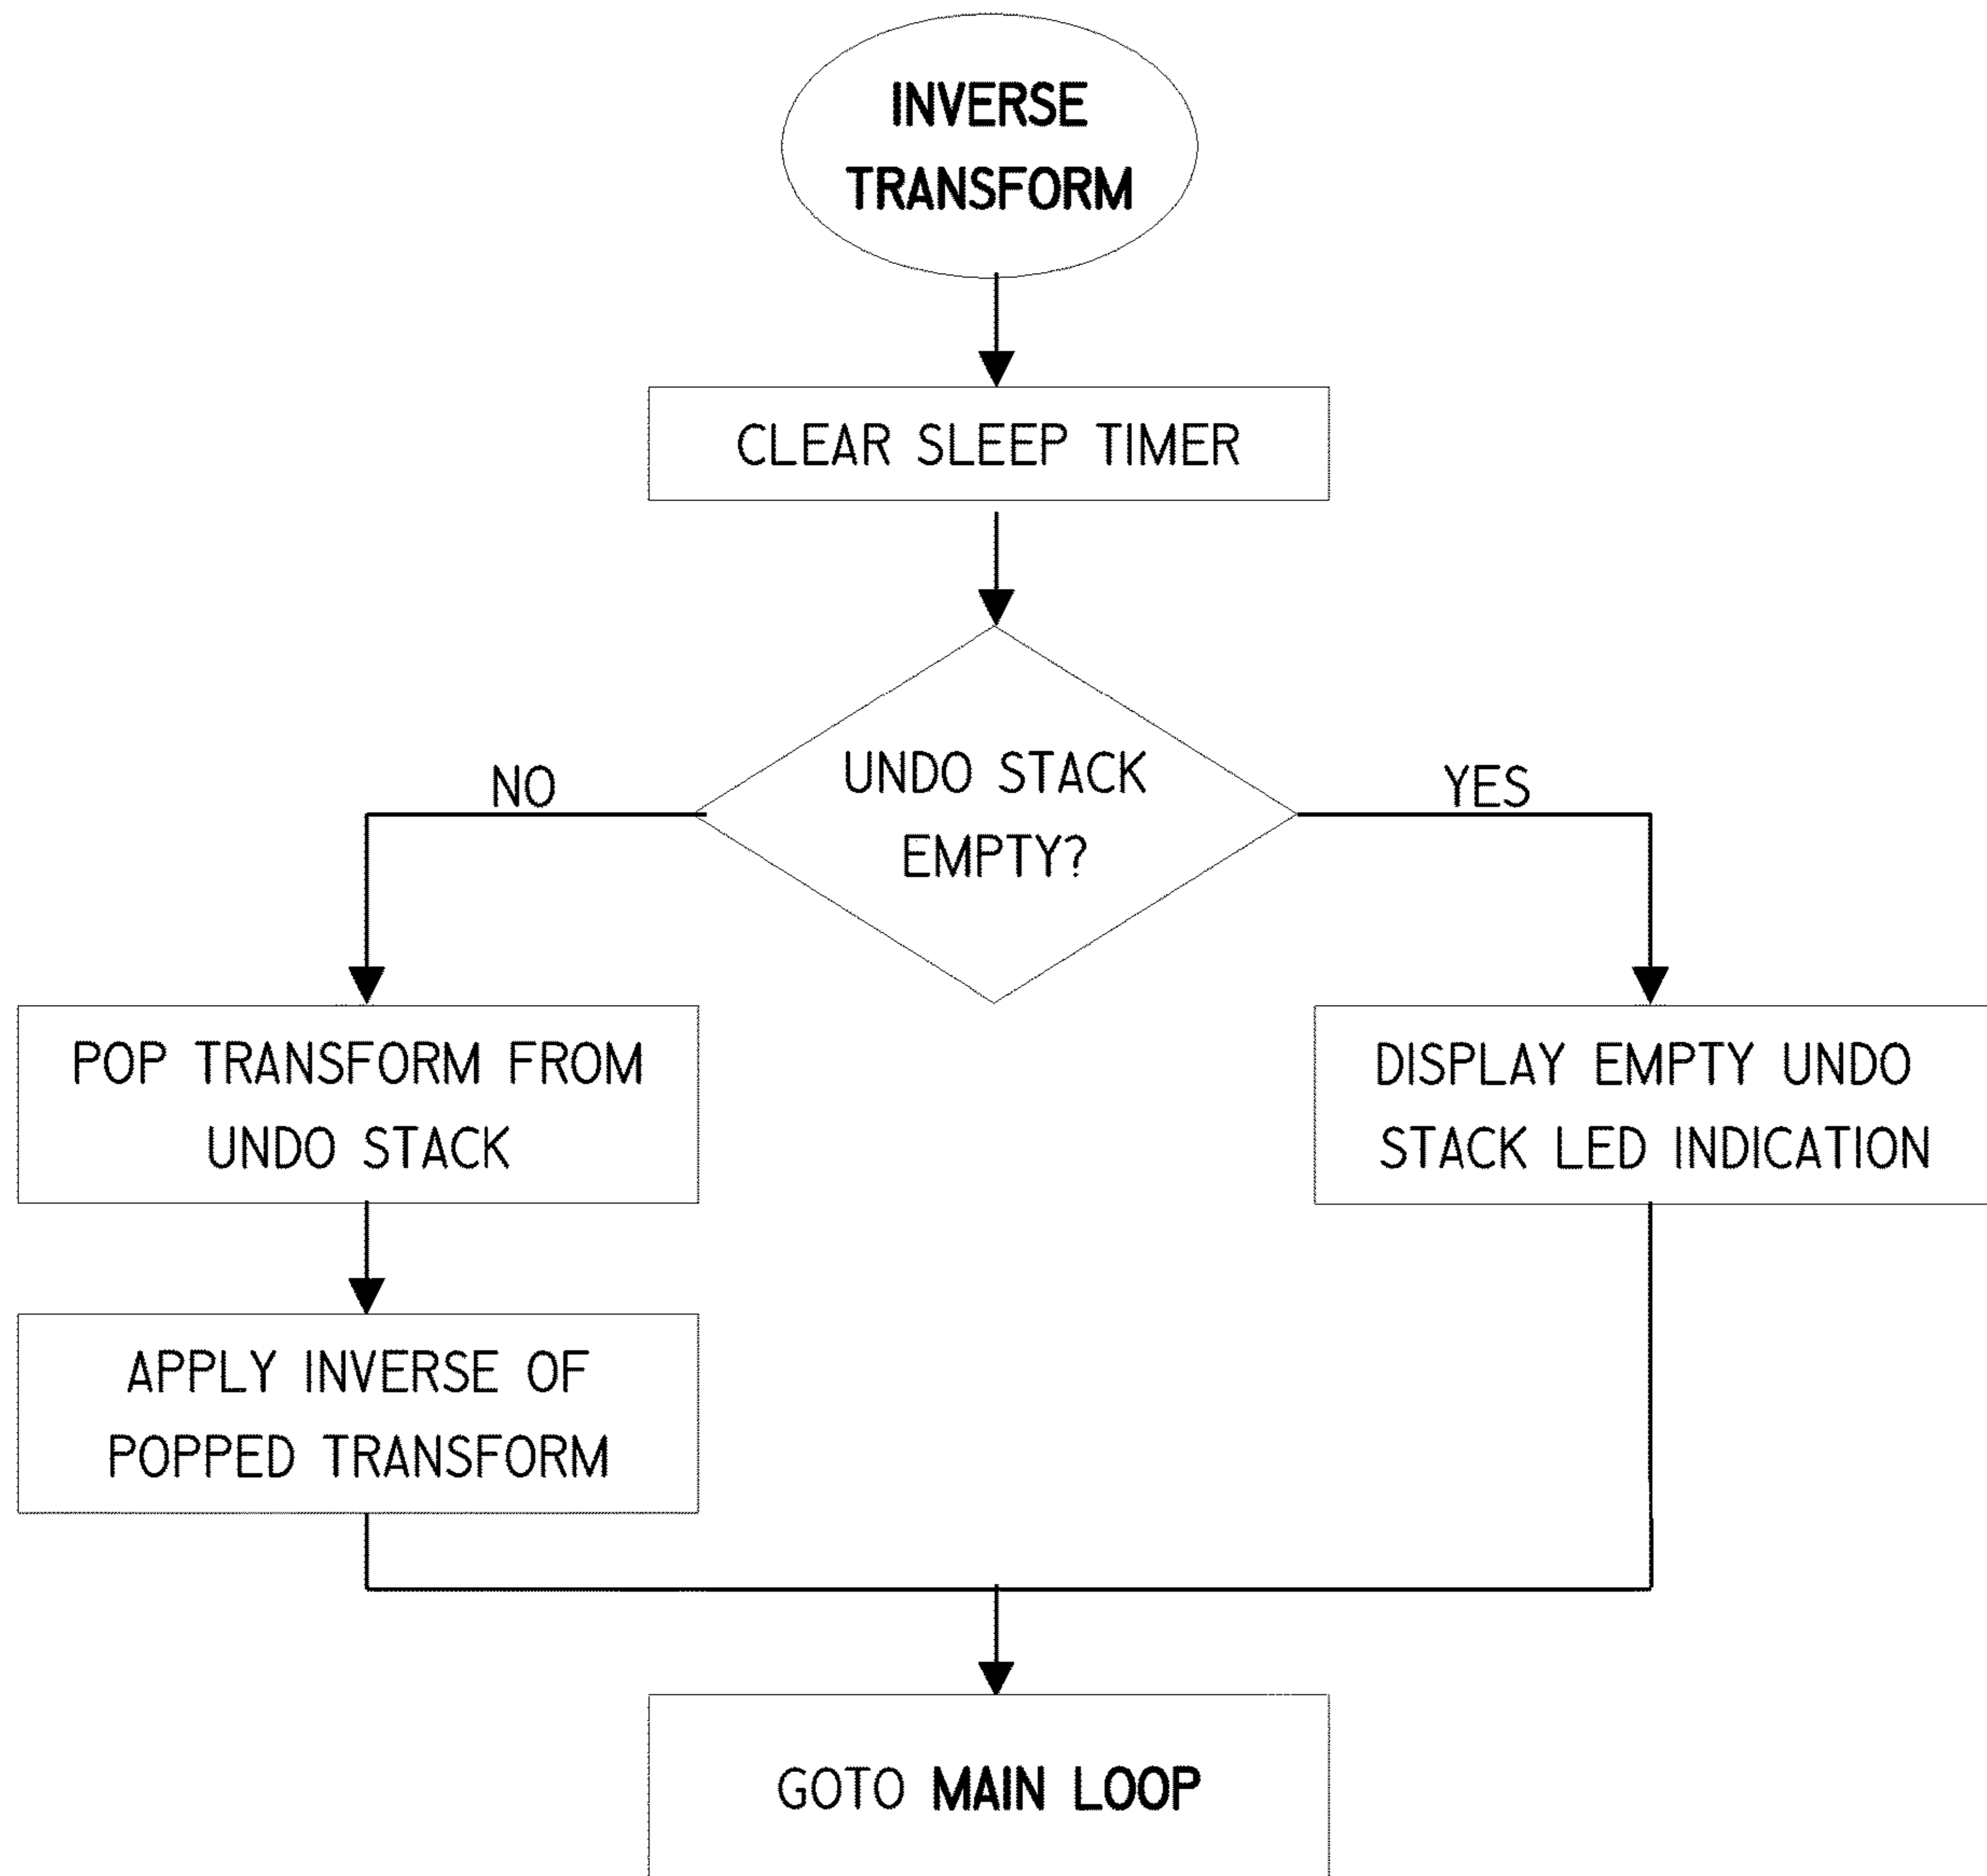 INVERSE
TRANSFORM
CLEAR SLEEP TIMER
UNDO STACK
EMPTY?
NO
YES
POP TRANSFORM FROM
UNDO STACK
DISPLAY EMPTY UNDO
STACK LED INDICATION
APPLY INVERSE OF
POPPED TRANSFORM
GOTO MAIN LOOP